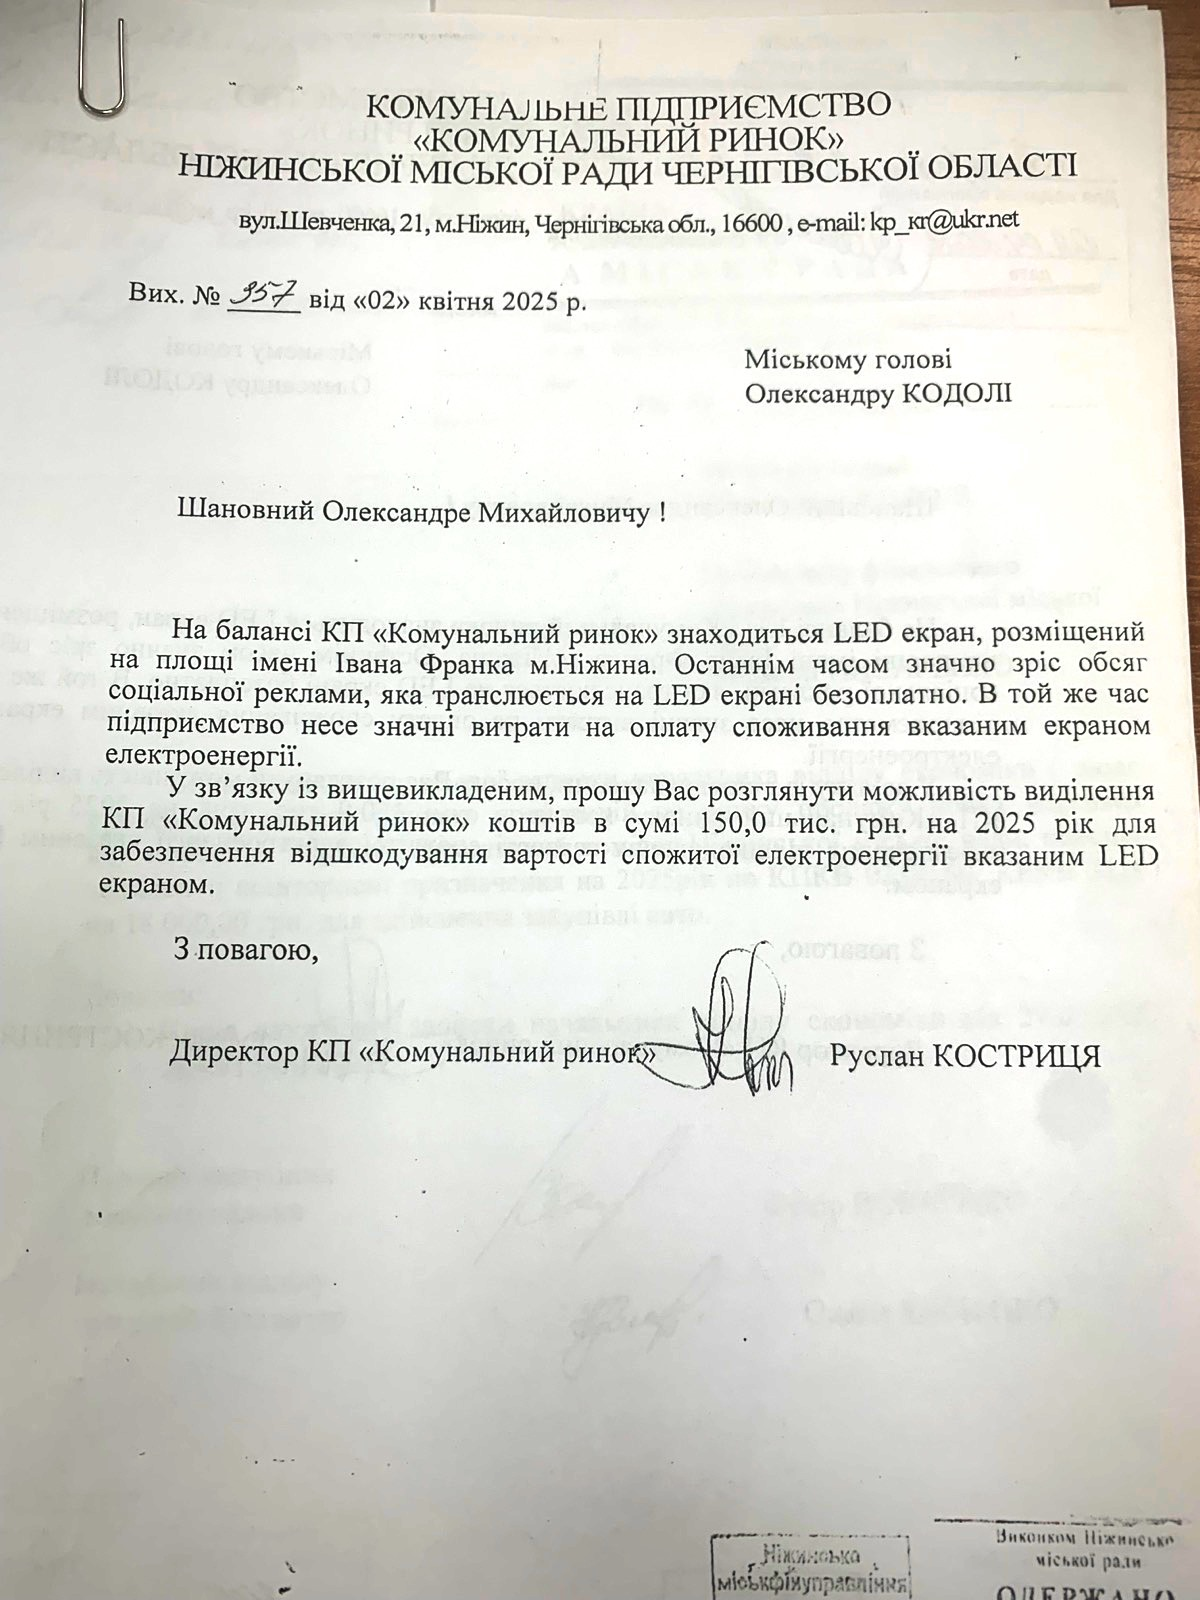 КОМУНАЛЬНЕ ПІДПРИЄМСТВО
«КОМУНАЛЬНИЙ РИНОК»
НІЖИНСЬКОЇ МІСЬКОЇ РАДИ ЧЕРНІГІВСЬКОЇ ОБЛАСТІ
вул.Шевченка, 21, м.Ніжин, Чернігівська обл., 16600 , e-mail: kp_кr@ukr.net
Вих. № 957 від «02» квітня 2025 р.
Міському голові
Олександру КОДОЛІ
Шановний Олександре Михайловичу !
На балансі КП «Комунальний ринок» знаходиться LED екран, розміщений
на площі імені Івана Франка м.Ніжина. Останнім часом значно зріс обсяг
соціальної реклами, яка транслюється на LED екрані безоплатно. В той же час
підприємство несе значні витрати на оплату споживання вказаним екраном
електроенергії.
У зв’язку із вищевикладеним, прошу Вас розглянути можливість виділення
КП «Комунальний ринок» коштів в сумі 150,0 тис. грн. на 2025 рік для
забезпечення відшкодування вартості спожитої електроенергії вказаним LED
екраном.
З повагою,
Директор КП «Комунальний ринок» Руслан КОСТРИЦЯ
Ніжинська
міськфінуправління
Виконком Ніжинсько
міської ради
ОДЕРЖАНО